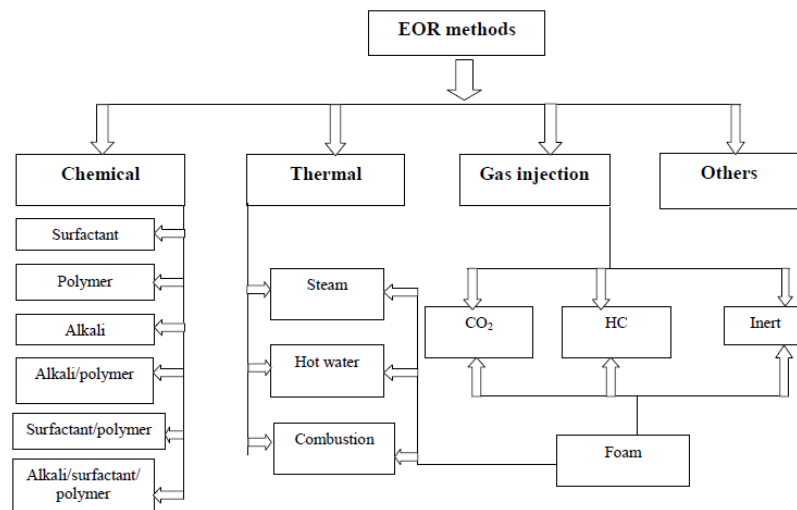 EOR methods
Chemical
Thermal
Gas injection
Others
Surfactant
Polymer
Alkali
Alkali/polymer
Surfactant/polymer
Alkali/surfactant/
polymer
Steam
Hot water
Combustion
CO₂
HC
Inert
Foam